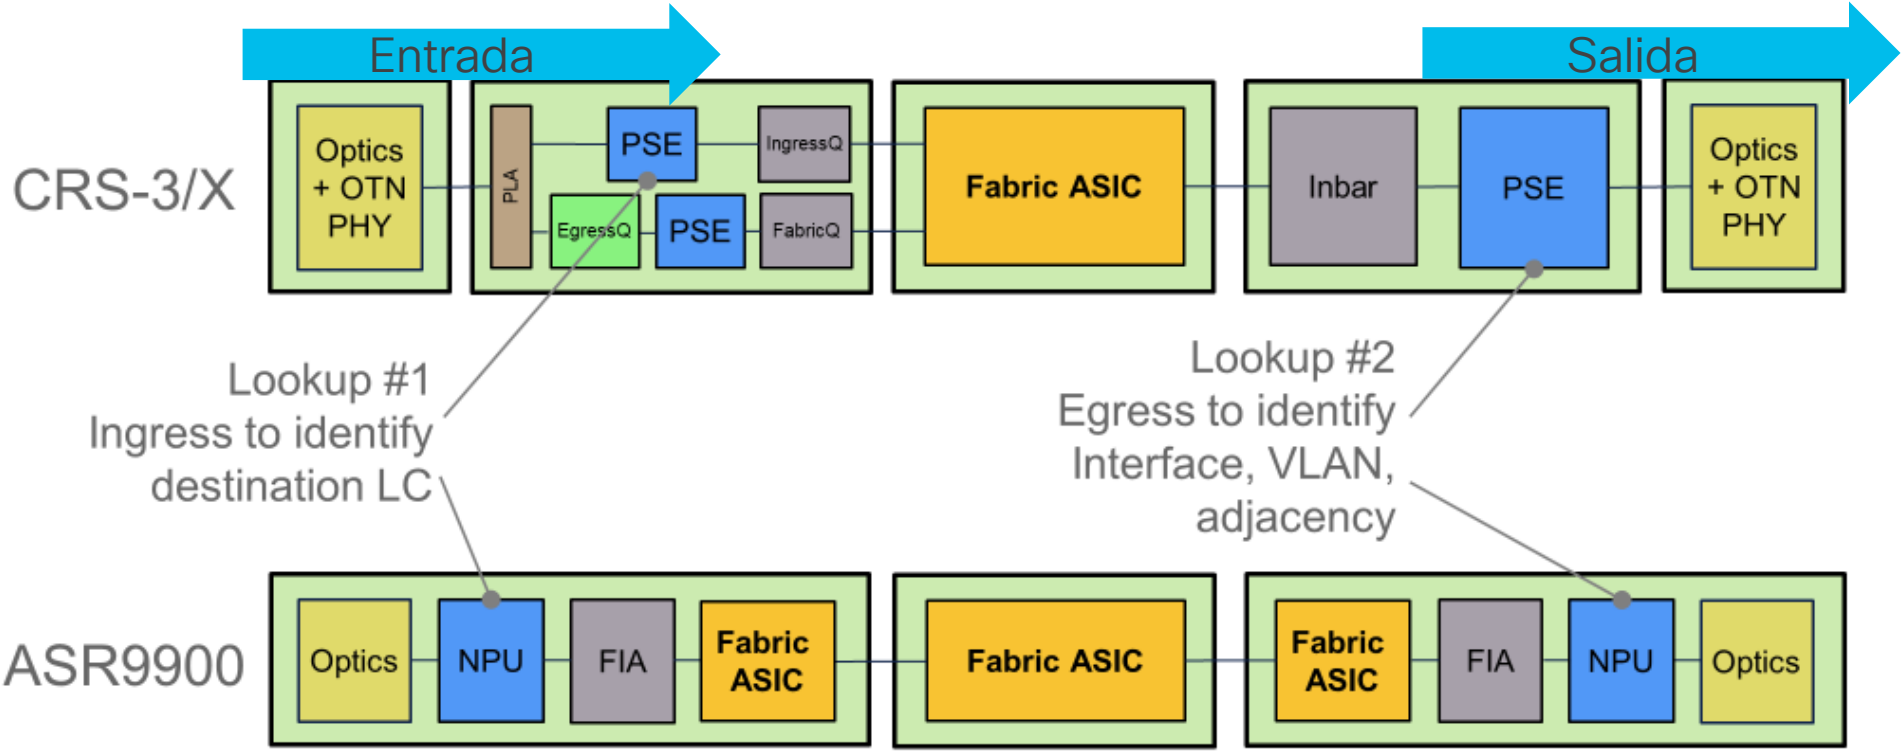 Entrada
Salida
CRS-3/X
Optics
+ OTN
PHY
PLA
PSE
IngressQ
EgressQ
PSE
FabricQ
Fabric ASIC
Inbar
PSE
Optics
+ OTN
PHY
Lookup #1
Ingress to identify
destination LC
Lookup #2
Egress to identify
Interface, VLAN,
adjacency
ASR9900
Optics
NPU
FIA
Fabric
ASIC
Fabric ASIC
Fabric
ASIC
FIA
NPU
Optics